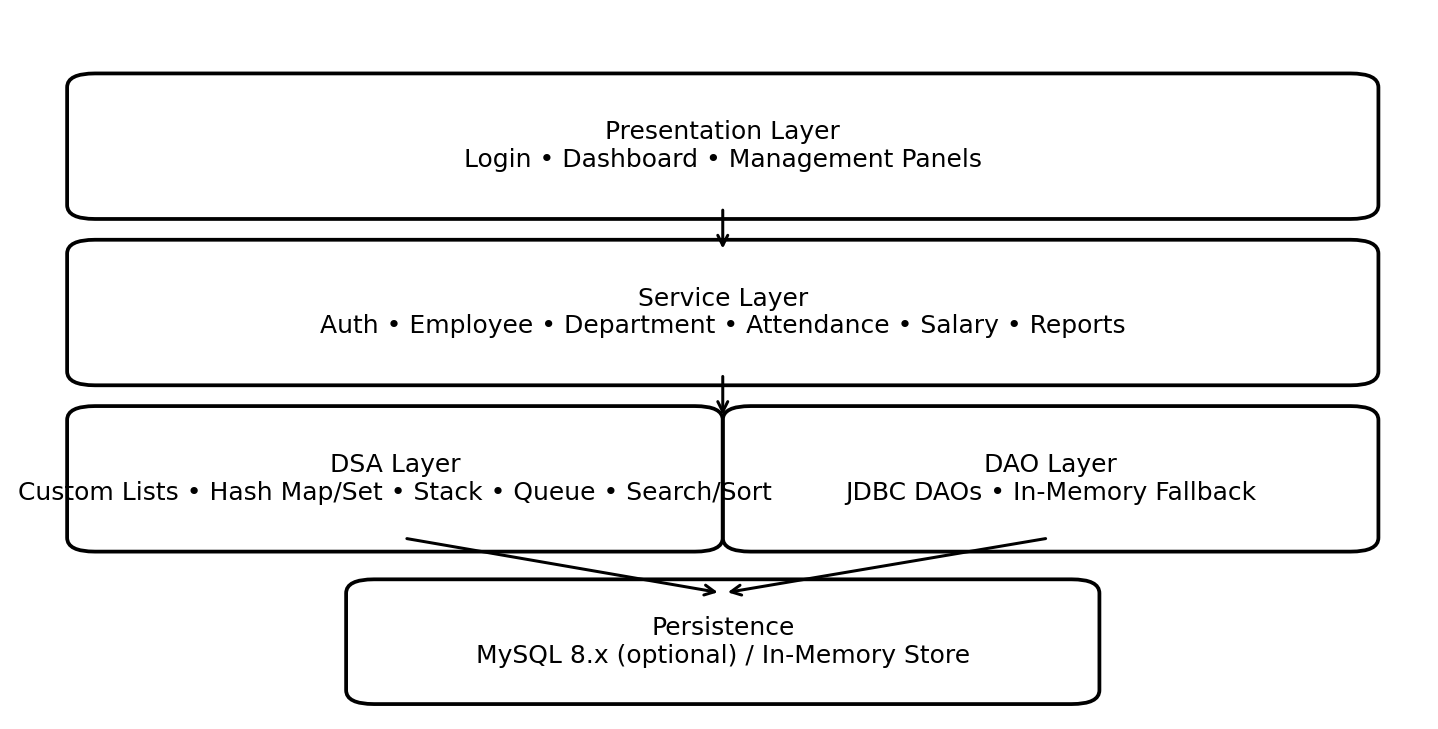 Presentation Layer
Login • Dashboard • Management Panels
Service Layer
Auth • Employee • Department • Attendance • Salary • Reports
DSA Layer
Custom Lists • Hash Map/Set • Stack • Queue • Search/Sort
DAO Layer
JDBC DAOs • In-Memory Fallback
Persistence
MySQL 8.x (optional) / In-Memory Store